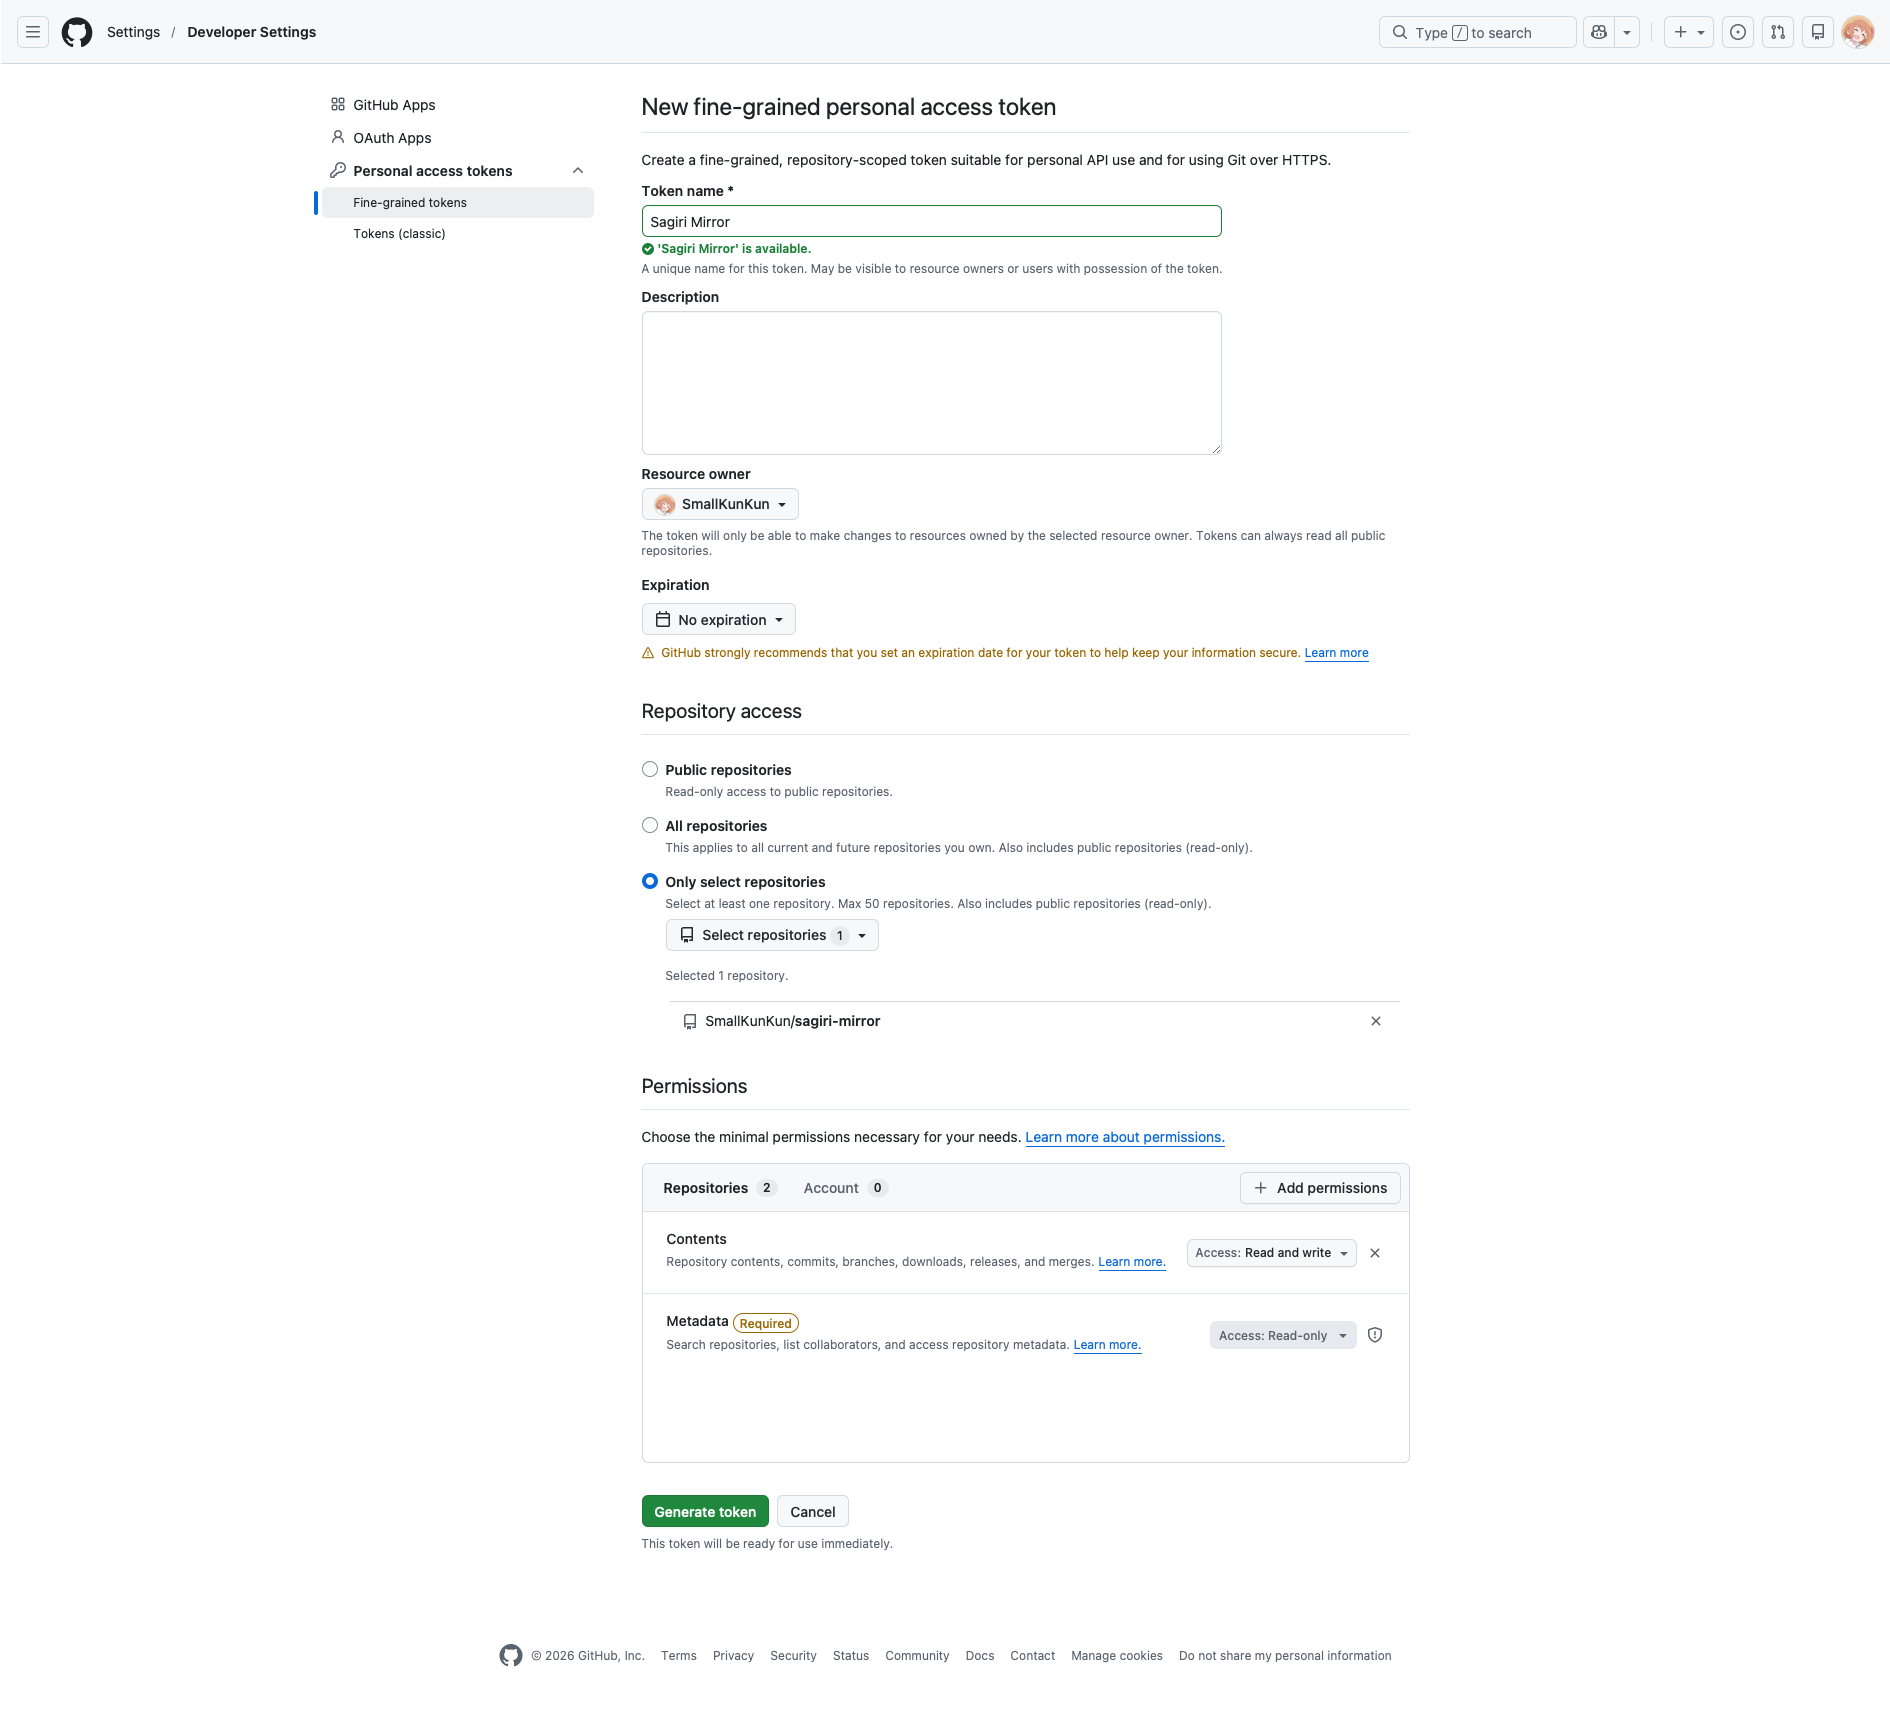 Settings / Developer Settings
Type / to search
GitHub Apps
OAuth Apps
Personal access tokens
Fine-grained tokens
Tokens (classic)
New fine-grained personal access token
Create a fine-grained, repository-scoped token suitable for personal API use and for using Git over HTTPS.
Token name *
Sagiri Mirror
'Sagiri Mirror' is available.
A unique name for this token. May be visible to resource owners or users with possession of the token.
Description
Resource owner
SmallKunKun
The token will only be able to make changes to resources owned by the selected resource owner. Tokens can always read all public
repositories.
Expiration
No expiration
GitHub strongly recommends that you set an expiration date for your token to help keep your information secure. Learn more
Repository access
Public repositories
Read-only access to public repositories.
All repositories
This applies to all current and future repositories you own. Also includes public repositories (read-only).
Only select repositories
Select at least one repository. Max 50 repositories. Also includes public repositories (read-only).
Select repositories 1
Selected 1 repository.
SmallKunKun/sagiri-mirror
Permissions
Choose the minimal permissions necessary for your needs. Learn more about permissions.
Repositories 2 Account 0 Add permissions
Contents
Repository contents, commits, branches, downloads, releases, and merges. Learn more.
Access: Read and write
Metadata Required
Search repositories, list collaborators, and access repository metadata. Learn more.
Access: Read-only
Generate token Cancel
This token will be ready for use immediately.
© 2026 GitHub, Inc. Terms Privacy Security Status Community Docs Contact Manage cookies Do not share my personal information